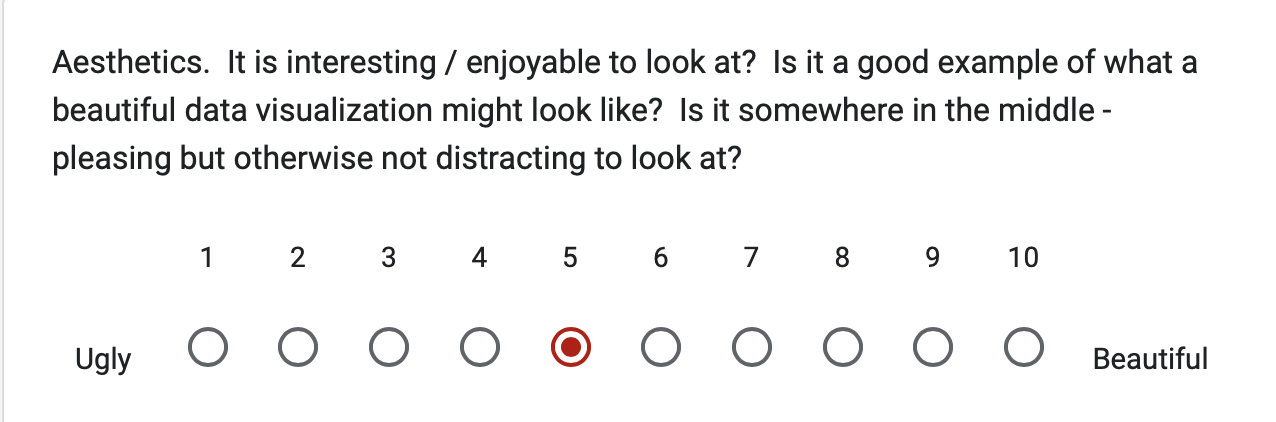 Aesthetics.  It is interesting / enjoyable to look at?  Is it a good example of what a
beautiful data visualization might look like?  Is it somewhere in the middle -
pleasing but otherwise not distracting to look at?
1 2 3 4 5 6 7 8 9 10
Ugly Beautiful